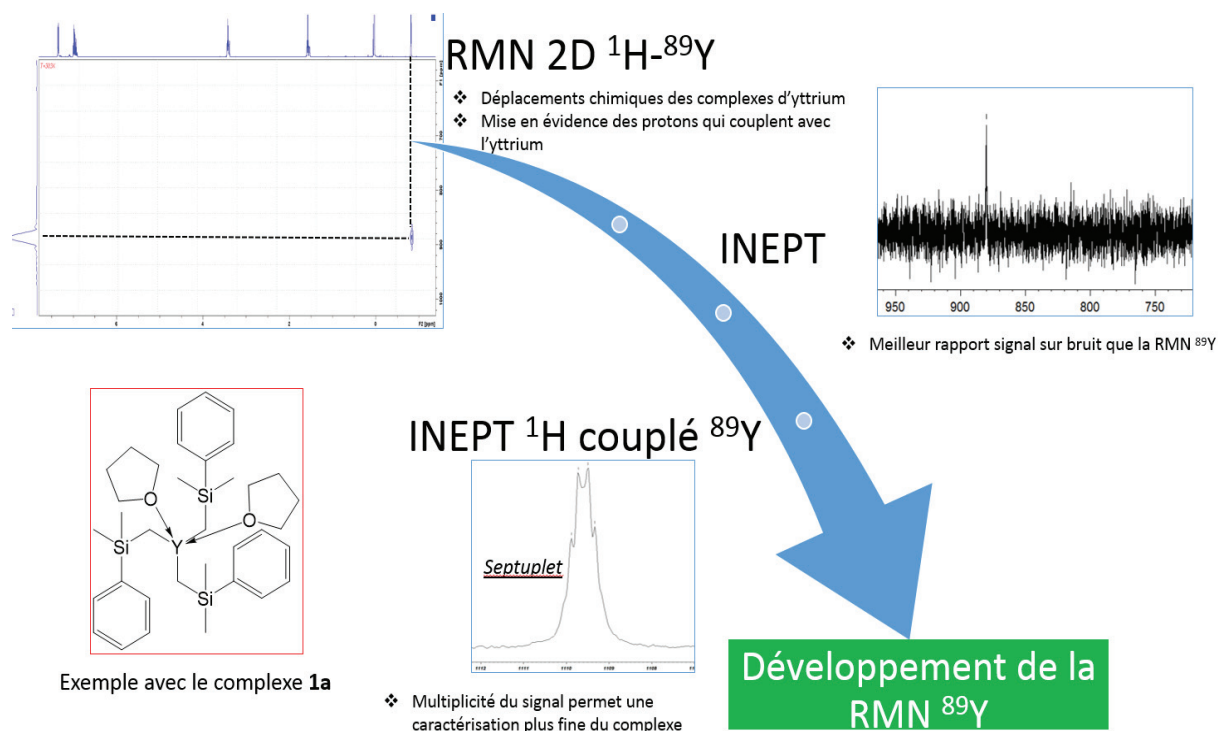 RMN 2D ¹H-⁸⁹Y
❖ Déplacements chimiques des complexes d'yttrium
❖ Mise en évidence des protons qui couplent avec
l'yttrium
INEPT
950 900 850 800 750
❖ Meilleur rapport signal sur bruit que la RMN ⁸⁹Y
INEPT ¹H couplé ⁸⁹Y
Septuplet
Si
O
O
Si
Y
Si
Exemple avec le complexe 1a
❖ Multiplicité du signal permet une
caractérisation plus fine du complexe
Développement de la
RMN ⁸⁹Y